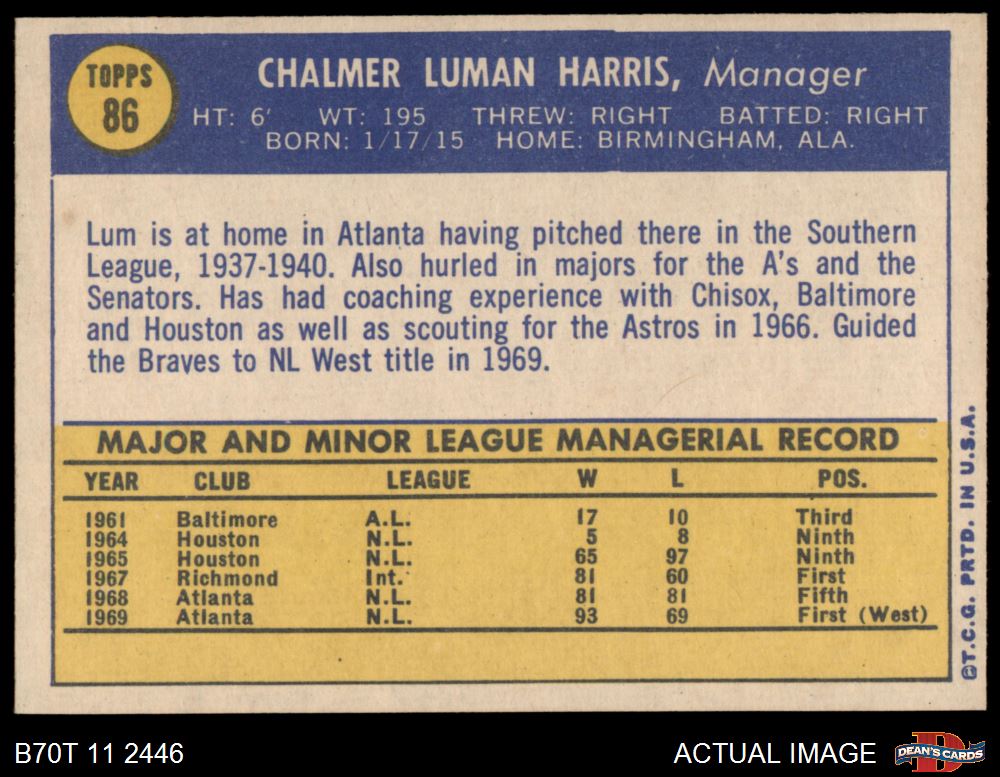 TOPPS
86
CHALMER LUMAN HARRIS, Manager
HT: 6' WT: 195 THREW: RIGHT BATTED: RIGHT
BORN: 1/17/15 HOME: BIRMINGHAM, ALA.
Lum is at home in Atlanta having pitched there in the Southern
League, 1937-1940. Also hurled in majors for the A's and the
Senators. Has had coaching experience with Chisox, Baltimore
and Houston as well as scouting for the Astros in 1966. Guided
the Braves to NL West title in 1969.
MAJOR AND MINOR LEAGUE MANAGERIAL RECORD
YEAR CLUB LEAGUE W L POS.
1961 Baltimore A.L. 17 10 Third
1964 Houston N.L. 5 8 Ninth
1965 Houston N.L. 65 97 Ninth
1967 Richmond Int. 81 60 First
1968 Atlanta N.L. 81 81 Fifth
1969 Atlanta N.L. 93 69 First (West)
©T.C.G. PRTD. IN U.S.A.
B70T 11 2446
ACTUAL IMAGE
D
DEAN'S CARDS